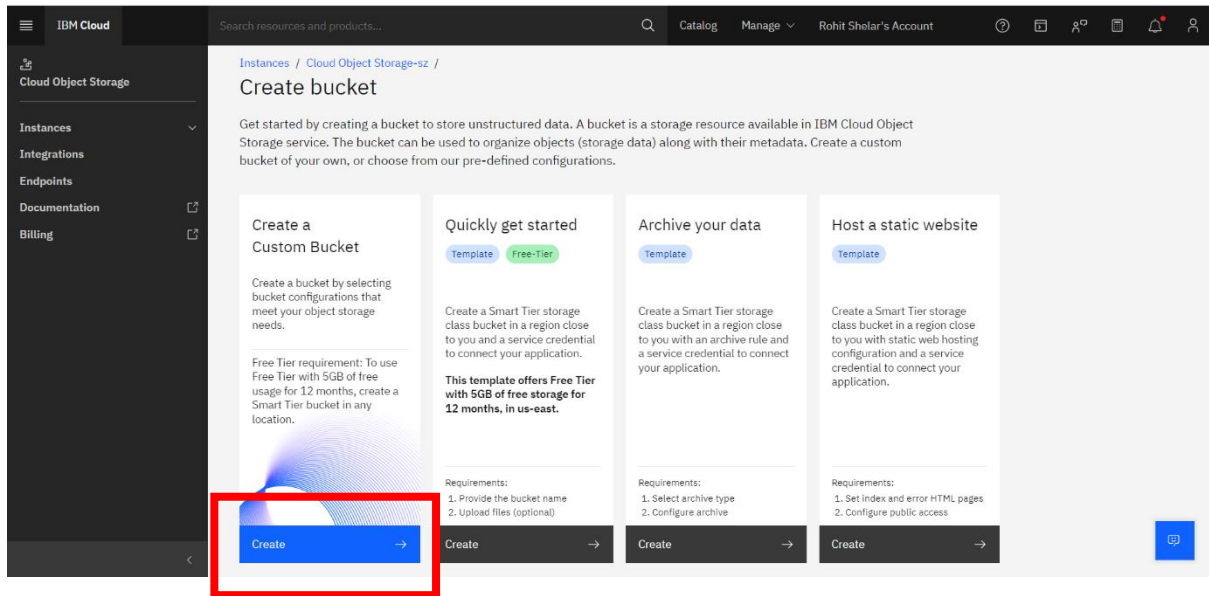 IBM Cloud
Search resources and products...
Catalog
Manage
Rohit Shelar's Account
Cloud Object Storage
Instances
Integrations
Endpoints
Documentation
Billing
Instances / Cloud Object Storage-sz /
Create bucket
Get started by creating a bucket to store unstructured data. A bucket is a storage resource available in IBM Cloud Object
Storage service. The bucket can be used to organize objects (storage data) along with their metadata. Create a custom
bucket of your own, or choose from our pre-defined configurations.
Create a
Custom Bucket
Create a bucket by selecting
bucket configurations that
meet your object storage
needs.
Free Tier requirement: To use
Free Tier with 5GB of free
usage for 12 months, create a
Smart Tier bucket in any
location.
Create
Quickly get started
Template
Free-Tier
Create a Smart Tier storage
class bucket in a region close
to you and a service credential
to connect your application.
This template offers Free Tier
with 5GB of free storage for
12 months, in us-east.
Requirements:
1. Provide the bucket name
2. Upload files (optional)
Create
Archive your data
Template
Create a Smart Tier storage
class bucket in a region close
to you with an archive rule and
a service credential to connect
your application.
Requirements:
1. Select archive type
2. Configure archive
Create
Host a static website
Template
Create a Smart Tier storage
class bucket in a region close
to you with static web hosting
configuration and a service
credential to connect your
application.
Requirements:
1. Set index and error HTML pages
2. Configure public access
Create